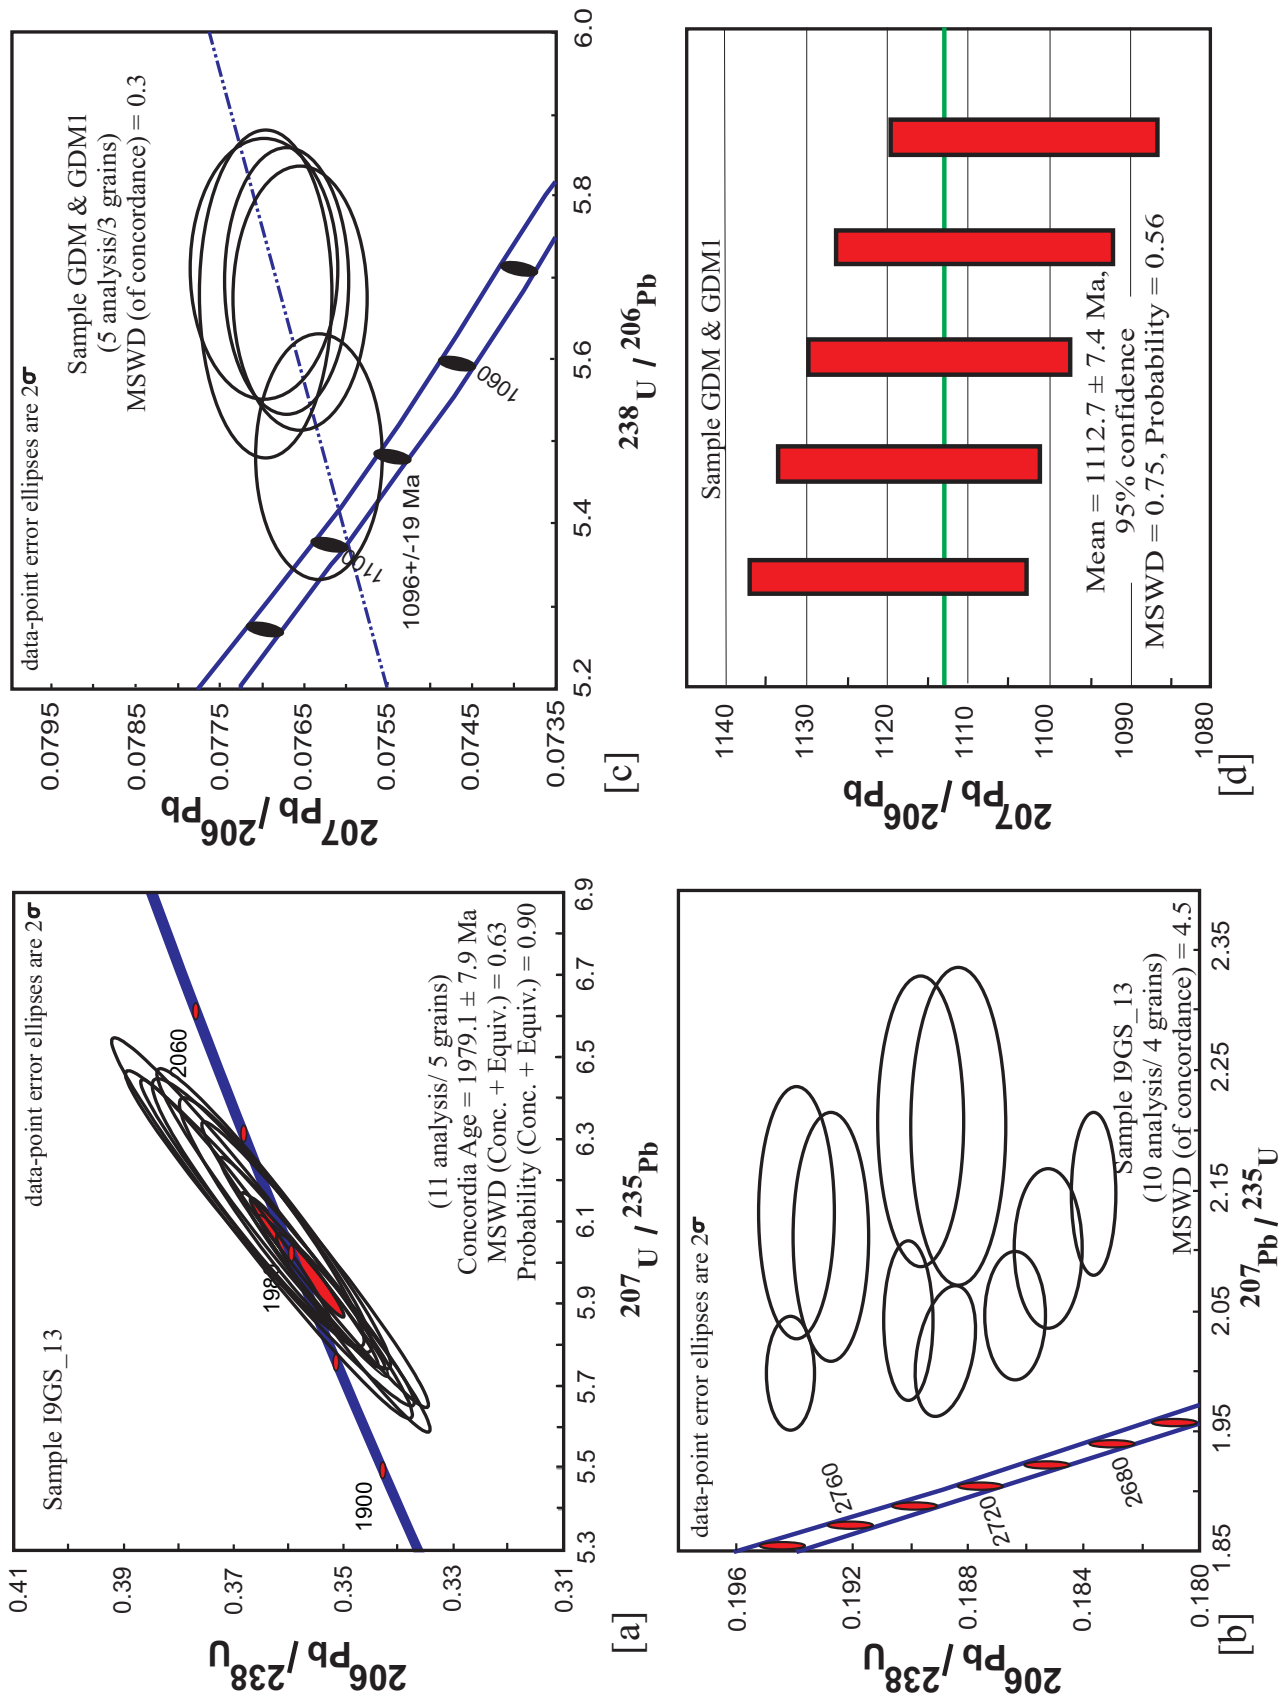 data-point error ellipses are 2σ
Sample I9GS_13
0.41
0.39
0.37
0.35
0.33
0.31
206Pb/238U
2060
1980
1900
(11 analysis/ 5 grains)
Concordia Age = 1979.1 ± 7.9 Ma
MSWD (Conc. + Equiv.) = 0.63
Probability (Conc. + Equiv.) = 0.90
5.3 5.5 5.7 5.9 6.1 6.3 6.5 6.7 6.9
207U / 235Pb
[a]
data-point error ellipses are 2σ
0.196
0.192
0.188
0.184
0.180
206Pb/238U
2760
2720
2680
Sample I9GS_13
(10 analysis/ 4 grains)
MSWD (of concordance) = 4.5
1.85 1.95 2.05 2.15 2.25 2.35
207Pb / 235U
[b]
data-point error ellipses are 2σ
Sample GDM & GDM1
(5 analysis/3 grains)
MSWD (of concordance) = 0.3
0.0795
0.0785
0.0775
0.0765
0.0755
0.0745
0.0735
207Pb/206Pb
1100
1060
1096+/-19 Ma
5.2 5.4 5.6 5.8 6.0
238U / 206Pb
[c]
Sample GDM & GDM1
1140
1130
1120
1110
1100
1090
1080
207Pb/206Pb
Mean = 1112.7 ± 7.4 Ma,
95% confidence
MSWD = 0.75, Probability = 0.56
[d]